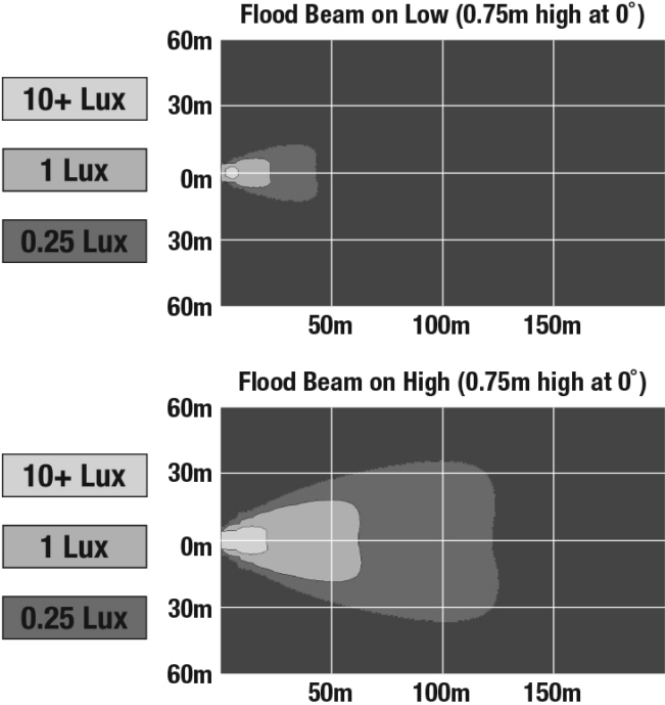 Flood Beam on Low (0.75m high at 0°)
60m
10+ Lux
30m
1 Lux
0m
0.25 Lux
30m
60m
50m 100m 150m
Flood Beam on High (0.75m high at 0°)
60m
10+ Lux
30m
1 Lux
0m
0.25 Lux
30m
60m
50m 100m 150m